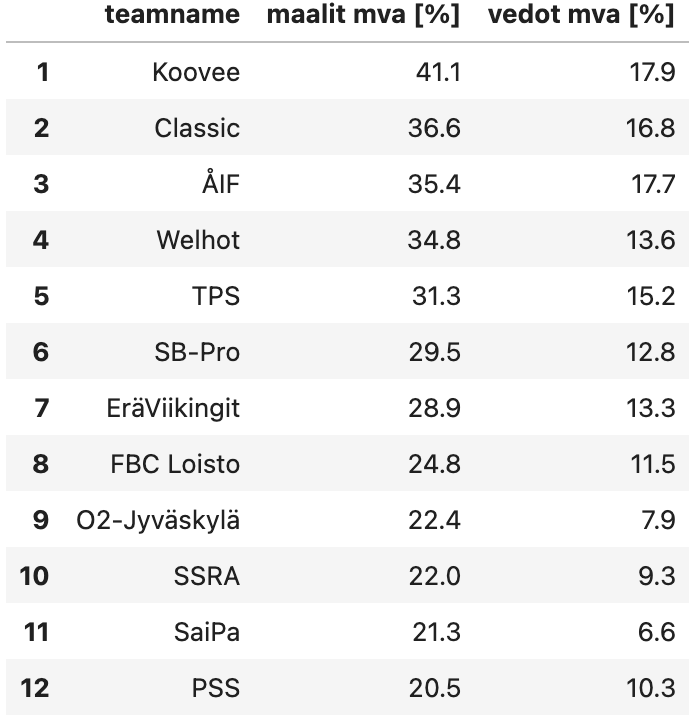 teamname maalit mva [%] vedot mva [%]
1 Koovee 41.1 17.9
2 Classic 36.6 16.8
3 ÅIF 35.4 17.7
4 Welhot 34.8 13.6
5 TPS 31.3 15.2
6 SB-Pro 29.5 12.8
7 EräViikingit 28.9 13.3
8 FBC Loisto 24.8 11.5
9 O2-Jyväskylä 22.4 7.9
10 SSRA 22.0 9.3
11 SaiPa 21.3 6.6
12 PSS 20.5 10.3